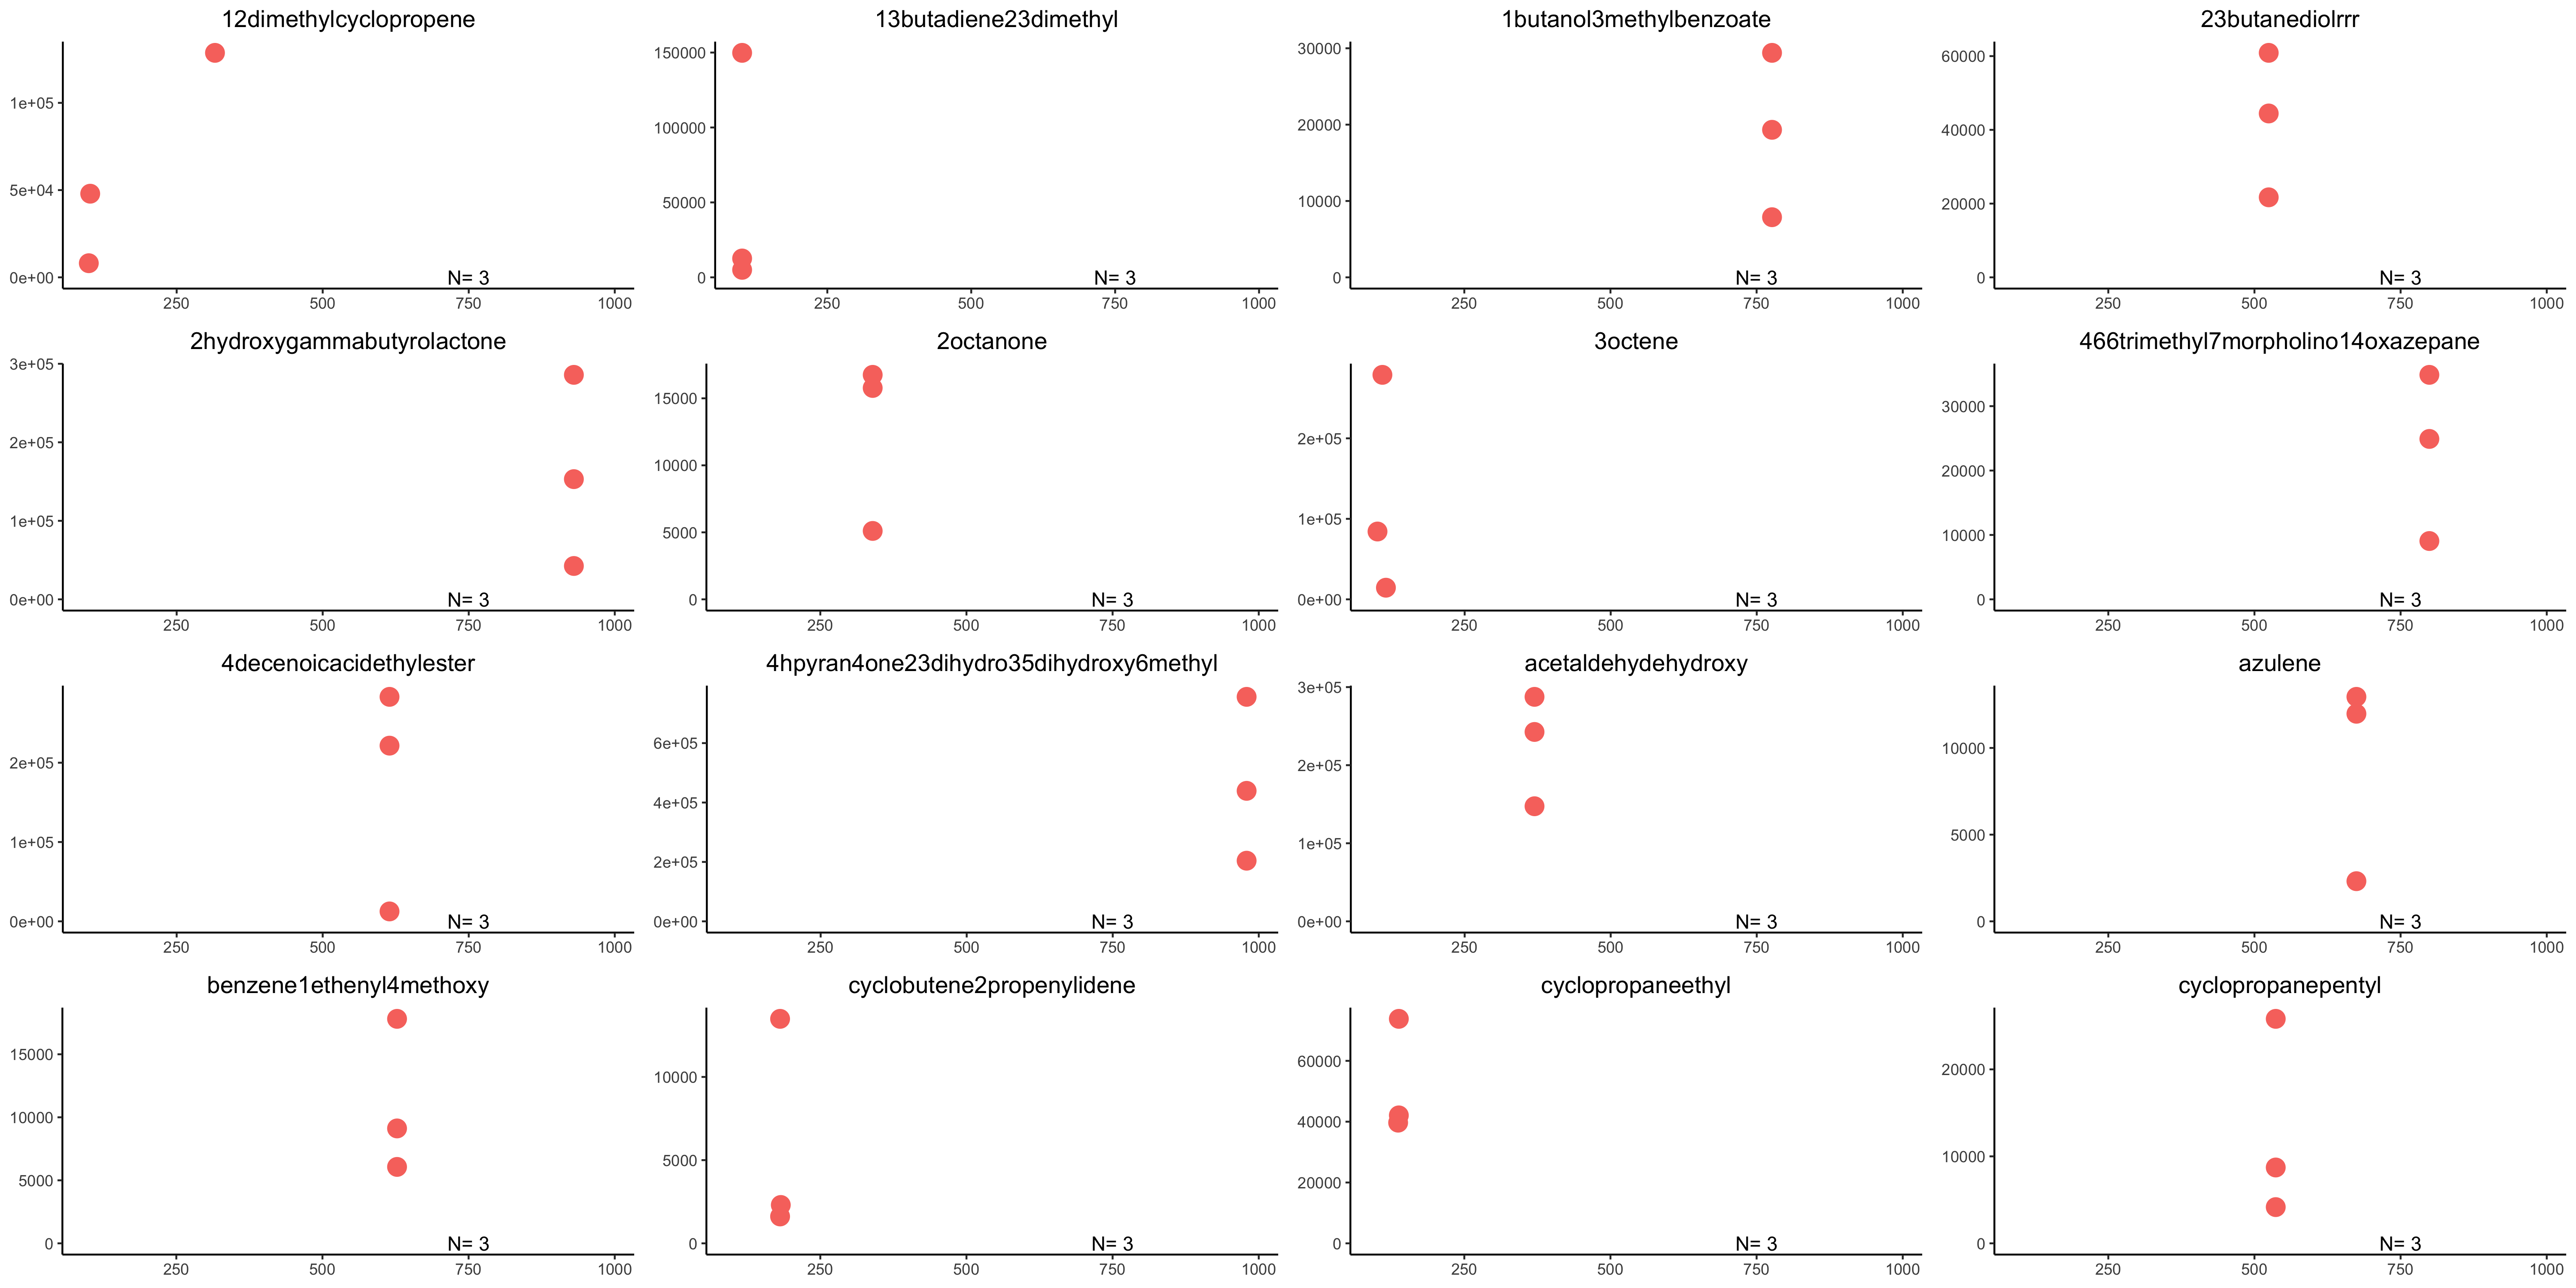 12dimethylcyclopropene
1e+05
5e+04
0e+00
N= 3
250 500 750 1000
13butadiene23dimethyl
150000
100000
50000
0
N= 3
250 500 750 1000
1butanol3methylbenzoate
30000
20000
10000
0
N= 3
250 500 750 1000
23butanediolrrr
60000
40000
20000
0
N= 3
250 500 750 1000
2hydroxygammabutyrolactone
3e+05
2e+05
1e+05
0e+00
N= 3
250 500 750 1000
2octanone
15000
10000
5000
0
N= 3
250 500 750 1000
3octene
2e+05
1e+05
0e+00
N= 3
250 500 750 1000
466trimethyl7morpholino14oxazepane
30000
20000
10000
0
N= 3
250 500 750 1000
4decenoicacidethylester
2e+05
1e+05
0e+00
N= 3
250 500 750 1000
4hpyran4one23dihydro35dihydroxy6methyl
6e+05
4e+05
2e+05
0e+00
N= 3
250 500 750 1000
acetaldehydehydroxy
3e+05
2e+05
1e+05
0e+00
N= 3
250 500 750 1000
azulene
10000
5000
0
N= 3
250 500 750 1000
benzene1ethenyl4methoxy
15000
10000
5000
0
N= 3
250 500 750 1000
cyclobutene2propenylidene
10000
5000
0
N= 3
250 500 750 1000
cyclopropaneethyl
60000
40000
20000
0
N= 3
250 500 750 1000
cyclopropanepentyl
20000
10000
0
N= 3
250 500 750 1000